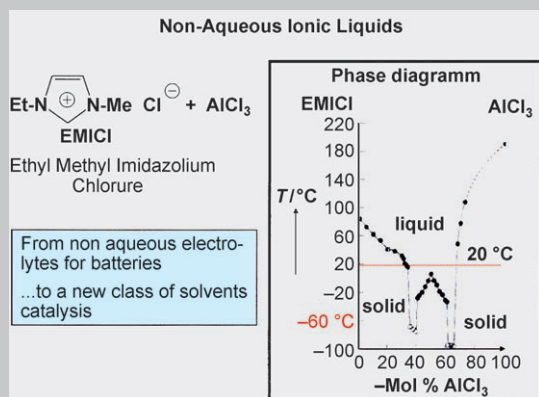 Non-Aqueous Ionic Liquids
Et-N ⊕ N-Me Cl⊖ + AlCl3
EMICI
Ethyl Methyl Imidazolium
Chlorure
From non aqueous electro-
lytes for batteries
...to a new class of solvents
catalysis
Phase diagramm
EMICI
AlCl3
T/°C
220
180
140
100
60
20
–20
–60 °C
–100
liquid
20 °C
solid
solid
0 20 40 60 80 100
–Mol % AlCl3